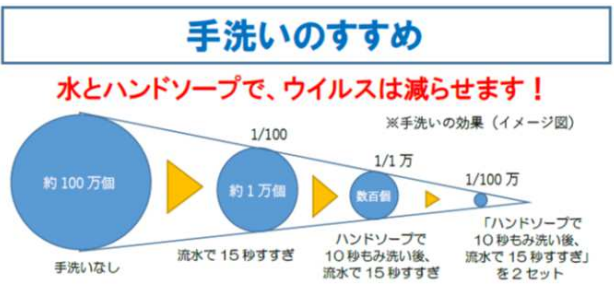 手洗いのすすめ
水とハンドソープで、ウイルスは減らせます！
※手洗いの効果（イメージ図）
1/100
1/1万
1/100万
約100万個
約1万個
数百個
手洗いなし
流水で15秒すすぎ
ハンドソープで
10秒もみ洗い後、
流水で15秒すすぎ
「ハンドソープで
10秒もみ洗い後、
流水で15秒すすぎ」
を2セット